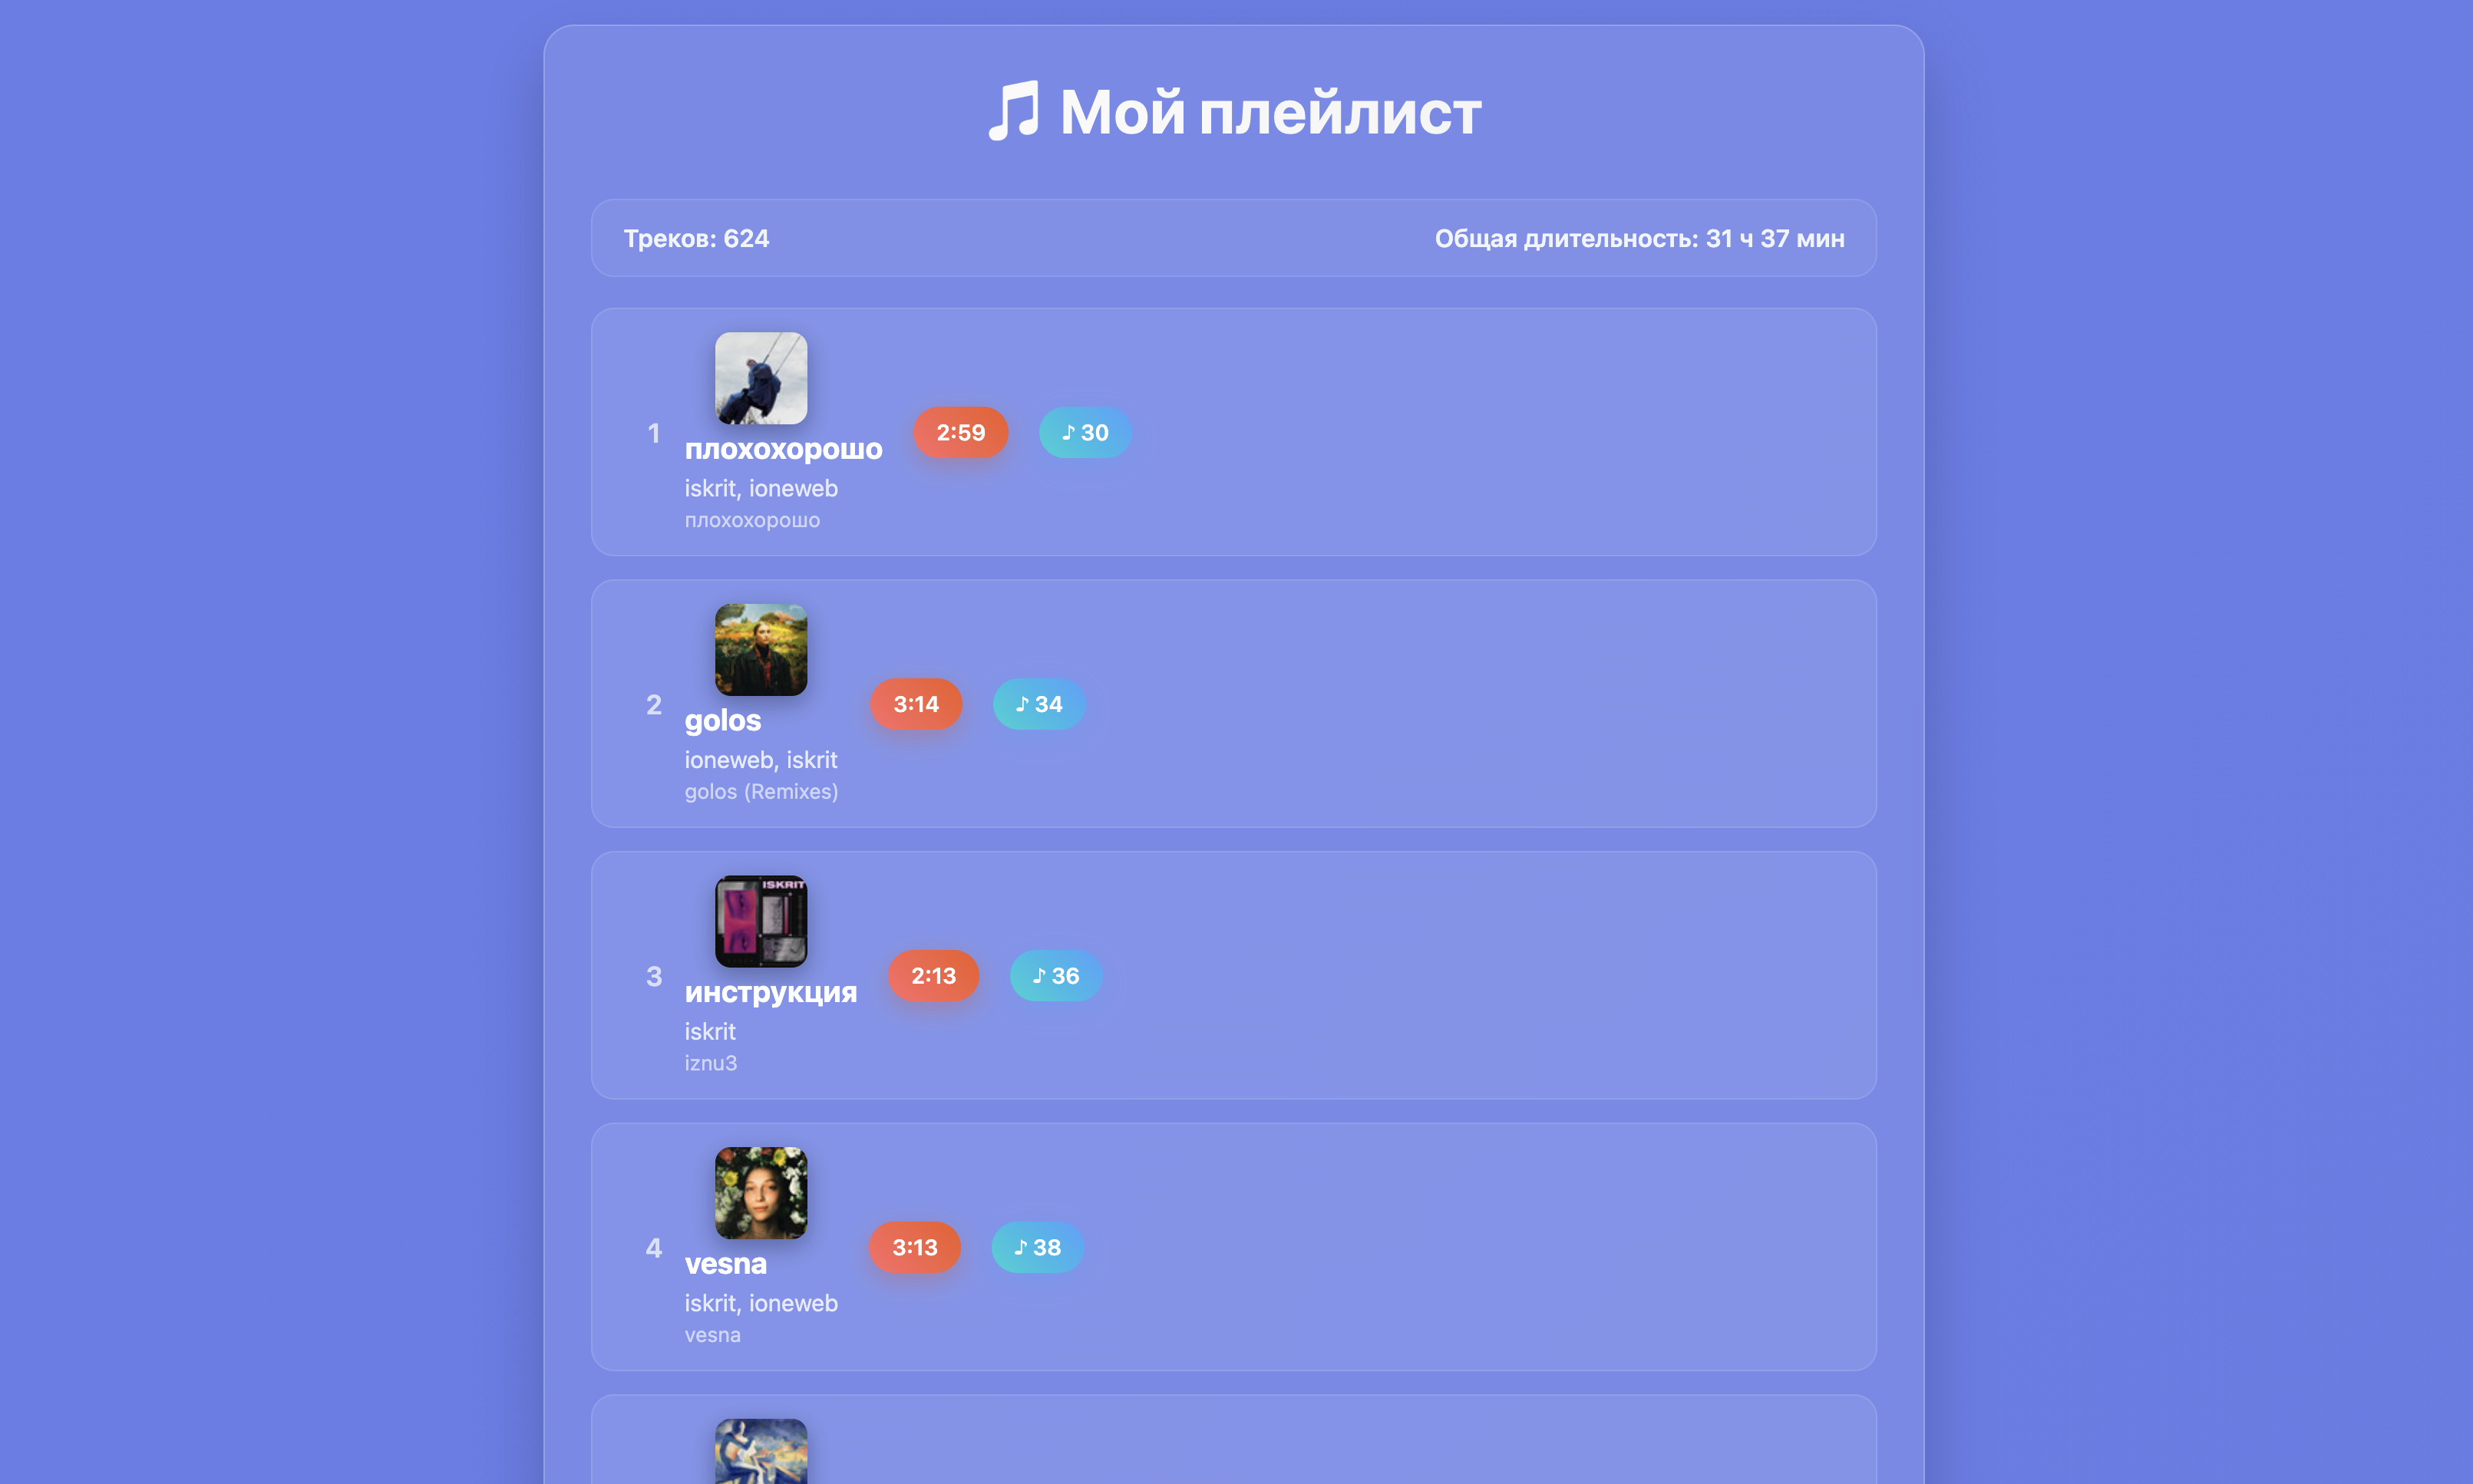 🎵 Мой плейлист
Треков: 624
Общая длительность: 31 ч 37 мин
1
плохохорошо
iskrit, ioneweb
плохохорошо
2:59
♪ 30
2
golos
ioneweb, iskrit
golos (Remixes)
3:14
♪ 34
ISKRIT
3
инструкция
iskrit
iznu3
2:13
♪ 36
4
vesna
iskrit, ioneweb
vesna
3:13
♪ 38